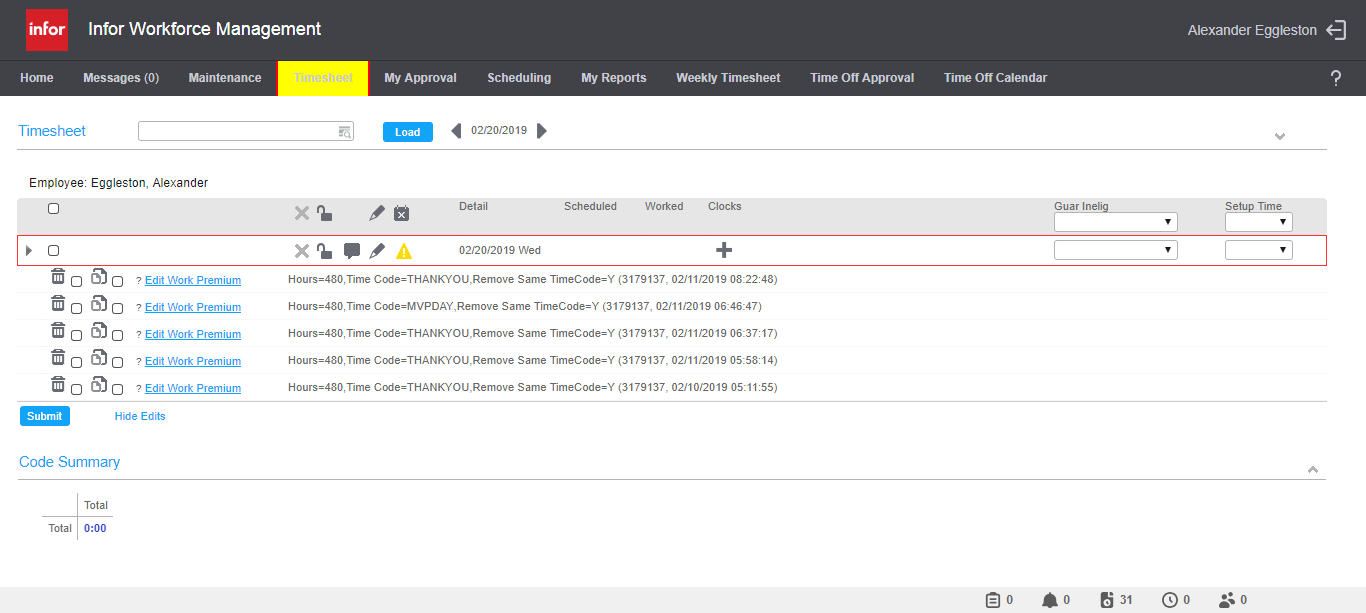 infor Infor Workforce Management Alexander Eggleston
Home Messages (0) Maintenance Timesheet My Approval Scheduling My Reports Weekly Timesheet Time Off Approval Time Off Calendar ?
Timesheet Load 02/20/2019
Employee: Eggleston, Alexander
Detail Scheduled Worked Clocks Guar Inelig Setup Time
02/20/2019 Wed
? Edit Work Premium Hours=480,Time Code=THANKYOU,Remove Same TimeCode=Y (3179137, 02/11/2019 08:22:48)
? Edit Work Premium Hours=480,Time Code=MVPDAY,Remove Same TimeCode=Y (3179137, 02/11/2019 06:46:47)
? Edit Work Premium Hours=480,Time Code=THANKYOU,Remove Same TimeCode=Y (3179137, 02/11/2019 06:37:17)
? Edit Work Premium Hours=480,Time Code=THANKYOU,Remove Same TimeCode=Y (3179137, 02/11/2019 05:58:14)
? Edit Work Premium Hours=480,Time Code=THANKYOU,Remove Same TimeCode=Y (3179137, 02/10/2019 05:11:55)
Submit Hide Edits
Code Summary
Total
Total 0:00
0 0 31 0 0